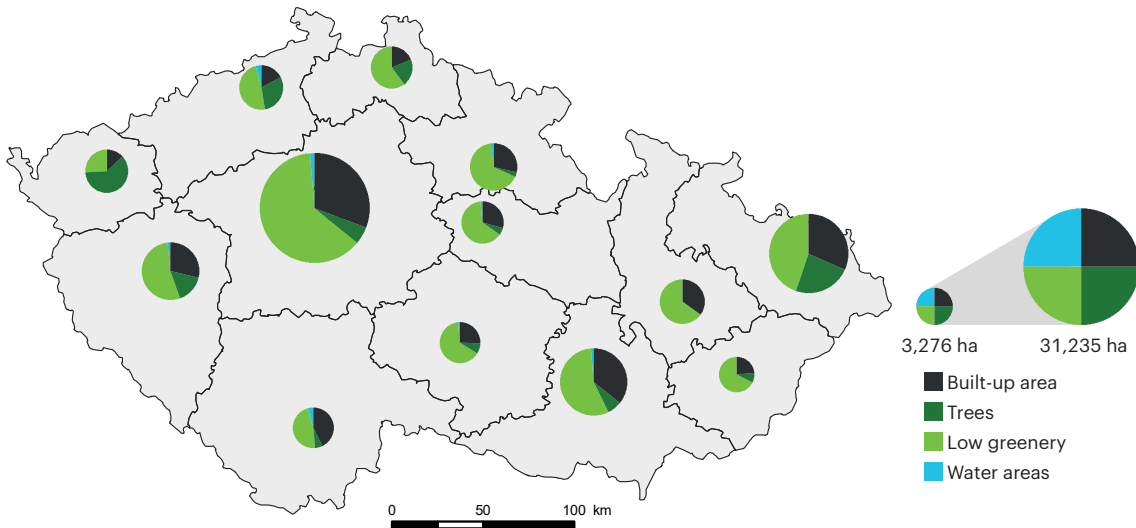 3,276 ha
31,235 ha
Built-up area
Trees
Low greenery
Water areas
0 50 100 km